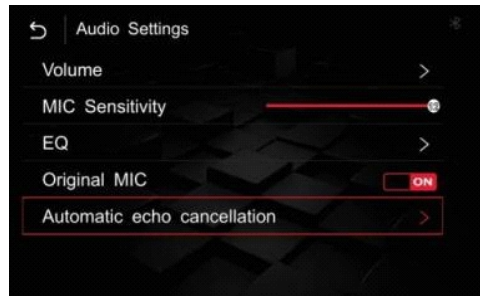 Audio Settings
Volume
MIC Sensitivity
EQ
Original MIC
ON
Automatic echo cancellation